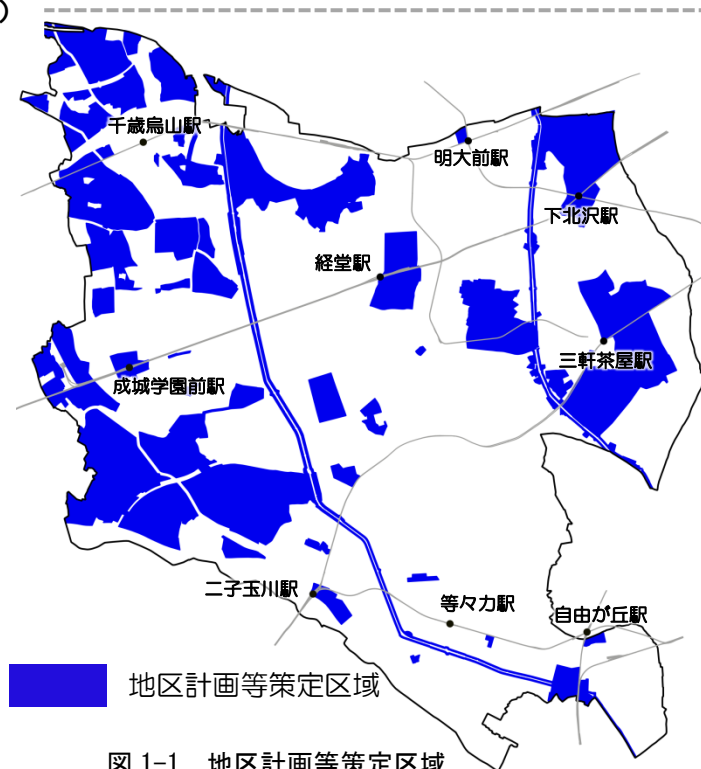 )
千歳烏山駅
明大前駅
下北沢駅
経堂駅
三軒茶屋駅
成城学園前駅
二子玉川駅
等々力駅
自由が丘駅
地区計画等策定区域
図 1-1 地区計画等策定区域